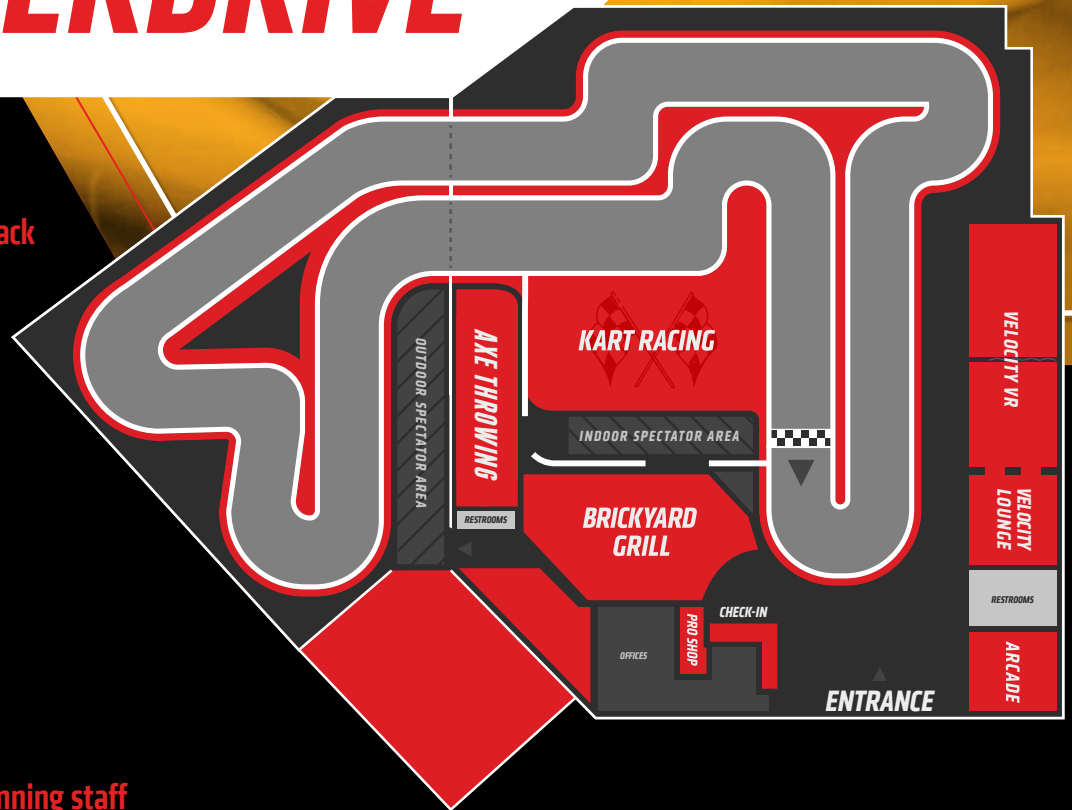 ack
VELOCITY VR
OUTDOOR SPECTATOR AREA
AXE THROWING
KART RACING
INDOOR SPECTATOR AREA
RESTROOMS
BRICKYARD
GRILL
VELOCITY
LOUNGE
RESTROOMS
CHECK-IN
PRO SHOP
OFFICES
ARCADE
ENTRANCE
nning staff